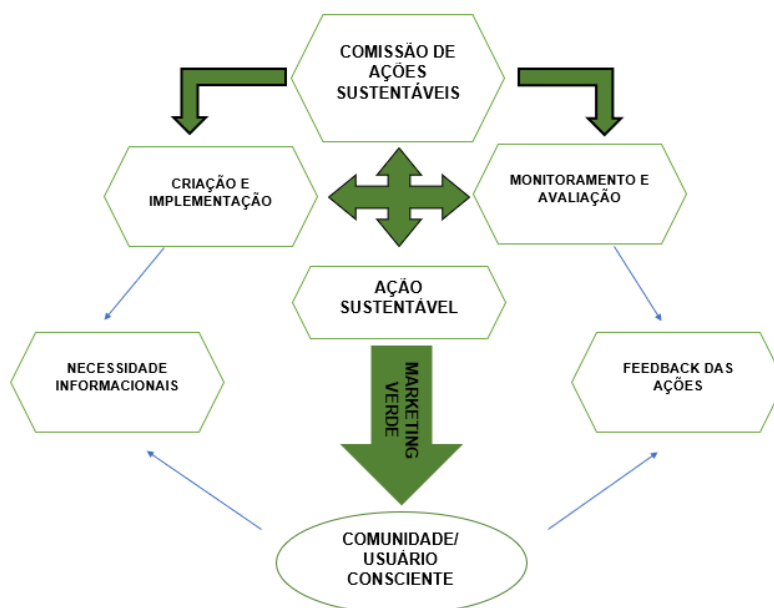 COMISSÃO DE
AÇÕES
SUSTENTÁVEIS
CRIAÇÃO E
IMPLEMENTAÇÃO
MONITORAMENTO E
AVALIAÇÃO
AÇÃO
SUSTENTÁVEL
NECESSIDADE
INFORMACIONAIS
MARKETING
VERDE
FEEDBACK DAS
AÇÕES
COMUNIDADE/
USUÁRIO
CONSCIENTE